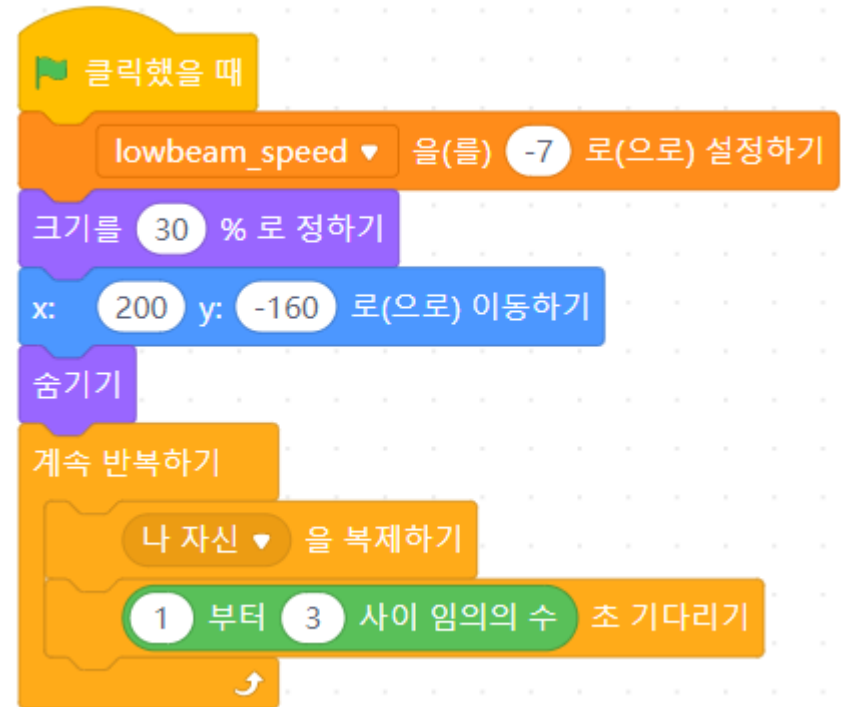 클릭했을 때
lowbeam_speed 을(를) -7 로(으로) 설정하기
크기를 30 % 로 정하기
x: 200 y: -160 로(으로) 이동하기
숨기기
계속 반복하기
나 자신 을 복제하기
1 부터 3 사이 임의의 수 초 기다리기